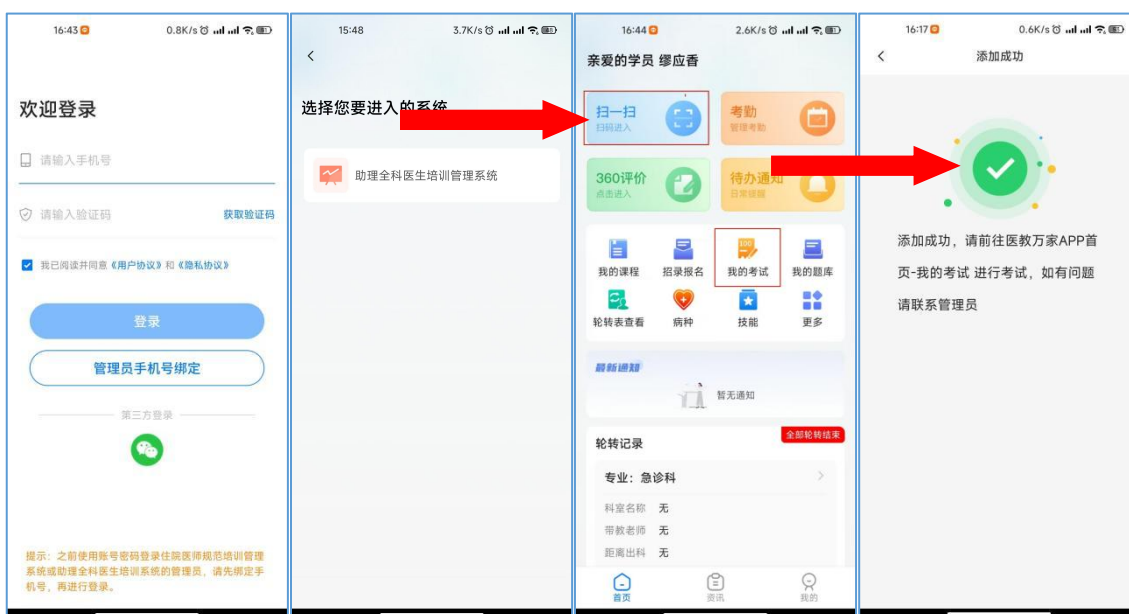 16:43
0.8K/s
欢迎登录
请输入手机号
请输入验证码
获取验证码
我已阅读并同意《用户协议》和《隐私协议》
登录
管理员手机号绑定
第三方登录
提示：之前使用账号密码登录住院医师规范培训管理
系统或助理全科医生培训系统的管理员，请先绑定手
机号，再进行登录。
15:48
3.7K/s
选择您要进入的系统
助理全科医生培训管理系统
16:44
2.6K/s
亲爱的学员 缪应香
扫一扫
扫码进入
考勤
管理考勤
360评价
点击进入
待办通知
日常提醒
我的课程
招录报名
100
我的考试
我的题库
轮转表查看
病种
技能
更多
最新通知
暂无通知
轮转记录
全部轮转结束
专业：急诊科
科室名称 无
带教老师 无
距离出科 无
首页
资讯
我的
16:17
0.6K/s
添加成功
添加成功，请前往医教万家APP首
页-我的考试 进行考试，如有问题
请联系管理员